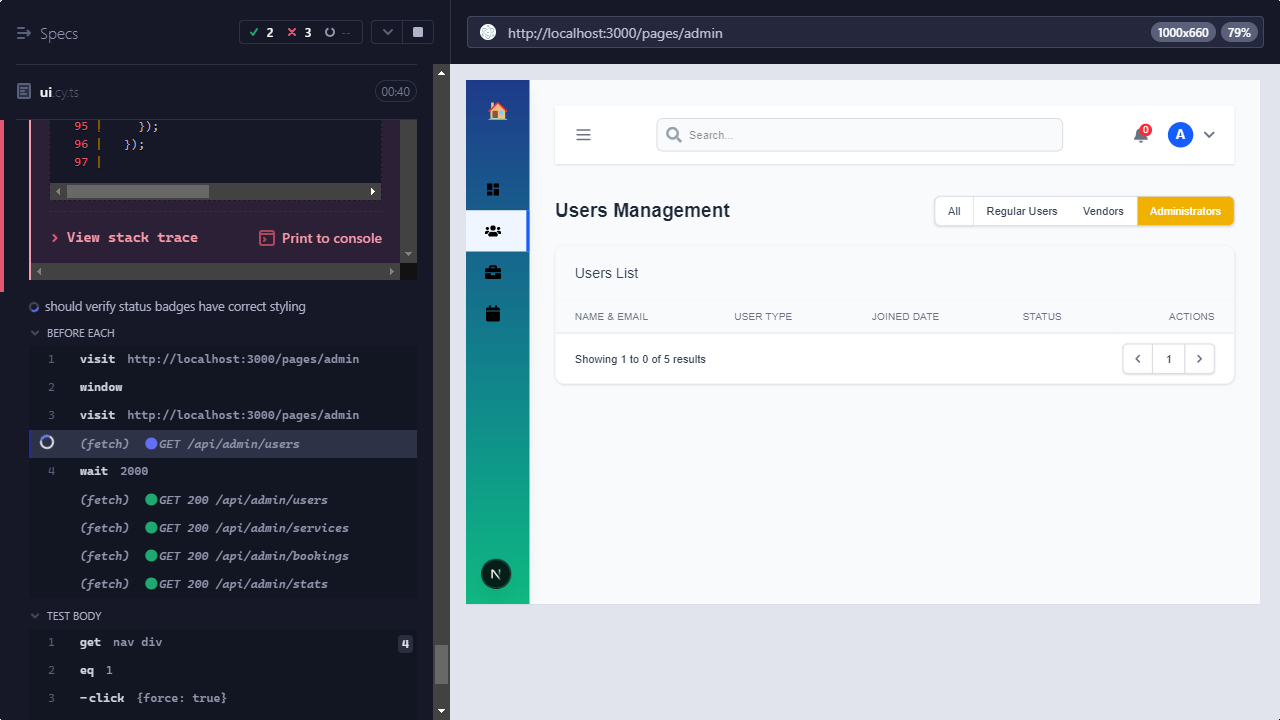 Specs
2
3
--
ui.cy.ts
00:40
95 | });
96 | });
97 |
View stack trace
Print to console
should verify status badges have correct styling
BEFORE EACH
1 visit http://localhost:3000/pages/admin
2 window
3 visit http://localhost:3000/pages/admin
(fetch) GET /api/admin/users
4 wait 2000
(fetch) GET 200 /api/admin/users
(fetch) GET 200 /api/admin/services
(fetch) GET 200 /api/admin/bookings
(fetch) GET 200 /api/admin/stats
TEST BODY
1 get nav div 4
2 eq 1
3 -click {force: true}
http://localhost:3000/pages/admin
1000x660
79%
Search...
0
A
Users Management
All
Regular Users
Vendors
Administrators
Users List
NAME & EMAIL
USER TYPE
JOINED DATE
STATUS
ACTIONS
Showing 1 to 0 of 5 results
1
N